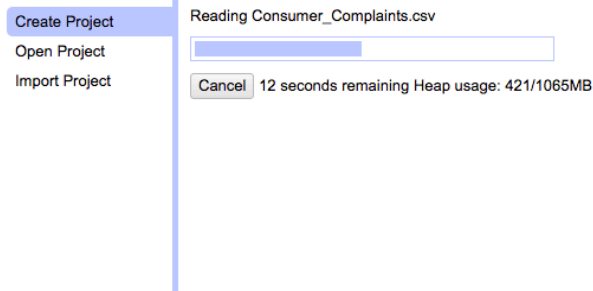 Create Project
Open Project
Import Project
Reading Consumer_Complaints.csv
Cancel 12 seconds remaining Heap usage: 421/1065MB